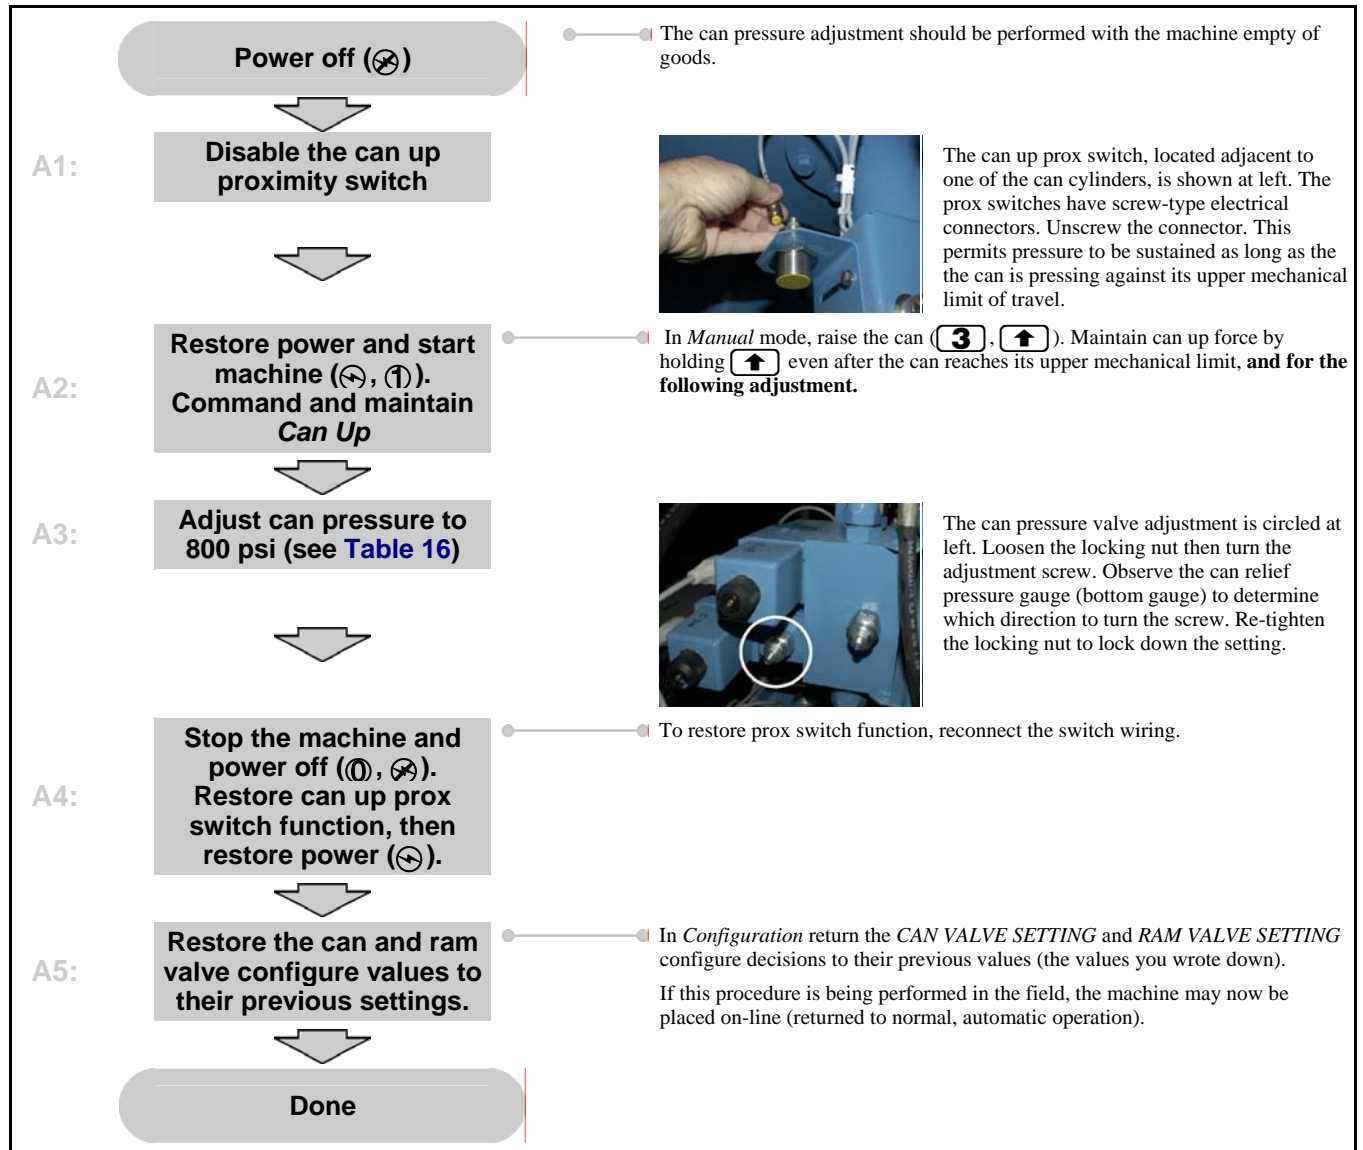 Power off ( )
The can pressure adjustment should be performed with the machine empty of
goods.
A1:
Disable the can up
proximity switch
The can up prox switch, located adjacent to
one of the can cylinders, is shown at left. The
prox switches have screw-type electrical
connectors. Unscrew the connector. This
permits pressure to be sustained as long as the
the can is pressing against its upper mechanical
limit of travel.
A2:
Restore power and start
machine ( , 1).
Command and maintain
Can Up
In Manual mode, raise the can ( 3 , ↑ ). Maintain can up force by
holding ↑ even after the can reaches its upper mechanical limit, and for the
following adjustment.
A3:
Adjust can pressure to
800 psi (see Table 16)
The can pressure valve adjustment is circled at
left. Loosen the locking nut then turn the
adjustment screw. Observe the can relief
pressure gauge (bottom gauge) to determine
which direction to turn the screw. Re-tighten
the locking nut to lock down the setting.
A4:
Stop the machine and
power off (0, ).
Restore can up prox
switch function, then
restore power ( ).
To restore prox switch function, reconnect the switch wiring.
A5:
Restore the can and ram
valve configure values to
their previous settings.
In Configuration return the CAN VALVE SETTING and RAM VALVE SETTING
configure decisions to their previous values (the values you wrote down).
If this procedure is being performed in the field, the machine may now be
placed on-line (returned to normal, automatic operation).
Done